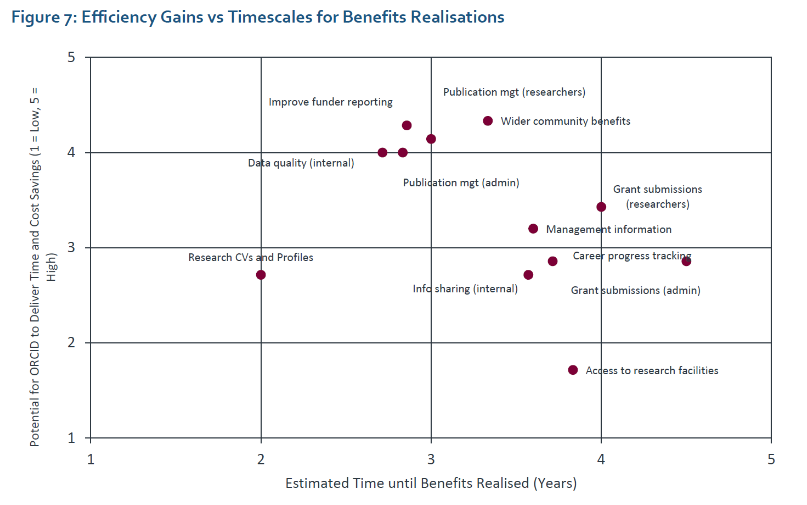 Figure 7: Efficiency Gains vs Timescales for Benefits Realisations
Potential for ORCID to Deliver Time and Cost Savings (1 = Low, 5 =
High)
5
4
3
2
1
Publication mgt (researchers)
Improve funder reporting
Wider community benefits
Data quality (internal)
Publication mgt (admin)
Grant submissions
(researchers)
Management information
Research CVs and Profiles
Career progress tracking
Info sharing (internal)
Grant submissions (admin)
Access to research facilities
1
2
3
4
5
Estimated Time until Benefits Realised (Years)